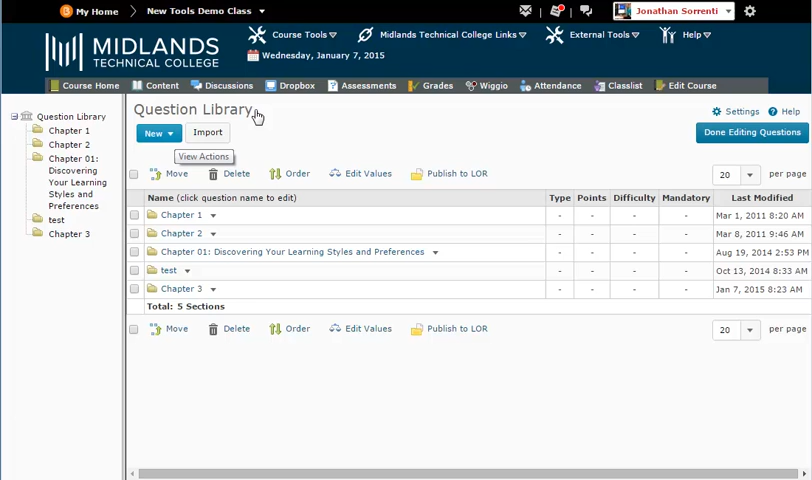 My Home New Tools Demo Class Jonathan Sorrenti
MIDLANDS
TECHNICAL COLLEGE
Course Tools Midlands Technical College Links External Tools Help
Wednesday, January 7, 2015
Course Home Content Discussions Dropbox Assessments Grades Wiggio Attendance Classlist Edit Course
Question Library
Chapter 1
Chapter 2
Chapter 01:
Discovering
Your Learning
Styles and
Preferences
test
Chapter 3
Question Library
Settings Help
New Import
Done Editing Questions
View Actions
Move Delete Order Edit Values Publish to LOR 20 per page
Name (click question name to edit) Type Points Difficulty Mandatory Last Modified
Chapter 1 - - - - Mar 1, 2011 8:20 AM
Chapter 2 - - - - Mar 8, 2011 9:46 AM
Chapter 01: Discovering Your Learning Styles and Preferences - - - - Aug 19, 2014 2:53 PM
test - - - - Oct 13, 2014 8:33 AM
Chapter 3 - - - - Jan 7, 2015 8:23 AM
Total: 5 Sections
Move Delete Order Edit Values Publish to LOR 20 per page